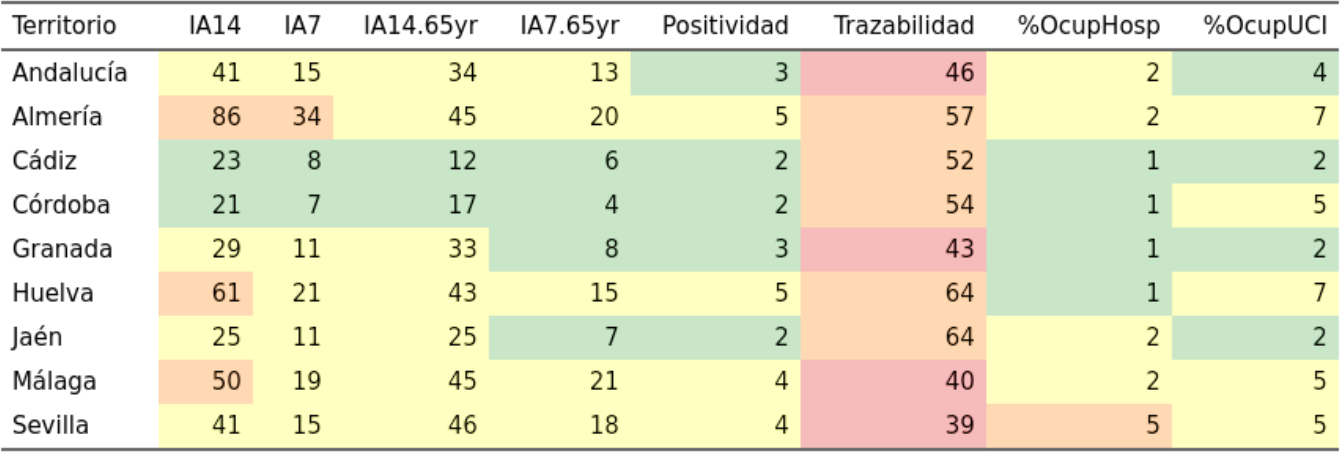 Territorio IA14 IA7 IA14.65yr IA7.65yr Positividad Trazabilidad %OcupHosp %OcupUCI
Andalucía 41 15 34 13 3 46 2 4
Almería 86 34 45 20 5 57 2 7
Cádiz 23 8 12 6 2 52 1 2
Córdoba 21 7 17 4 2 54 1 5
Granada 29 11 33 8 3 43 1 2
Huelva 61 21 43 15 5 64 1 7
Jaén 25 11 25 7 2 64 2 2
Málaga 50 19 45 21 4 40 2 5
Sevilla 41 15 46 18 4 39 5 5